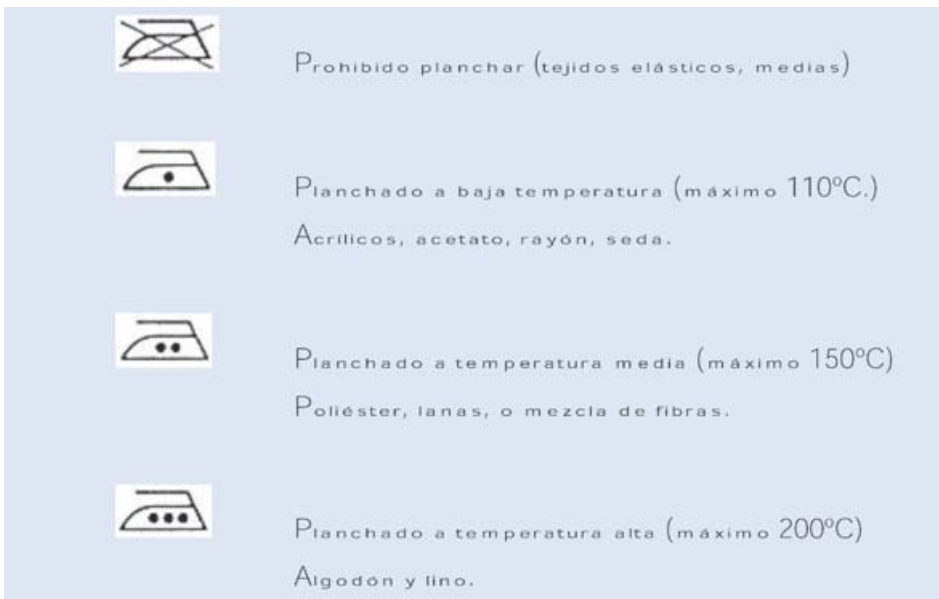 Prohibido planchar (tejidos elásticos, medias)
Planchado a baja temperatura (máximo 110ºC.)
Acrílicos, acetato, rayón, seda.
Planchado a temperatura media (máximo 150ºC)
Poliéster, lanas, o mezcla de fibras.
Planchado a temperatura alta (máximo 200ºC)
Algodón y lino.